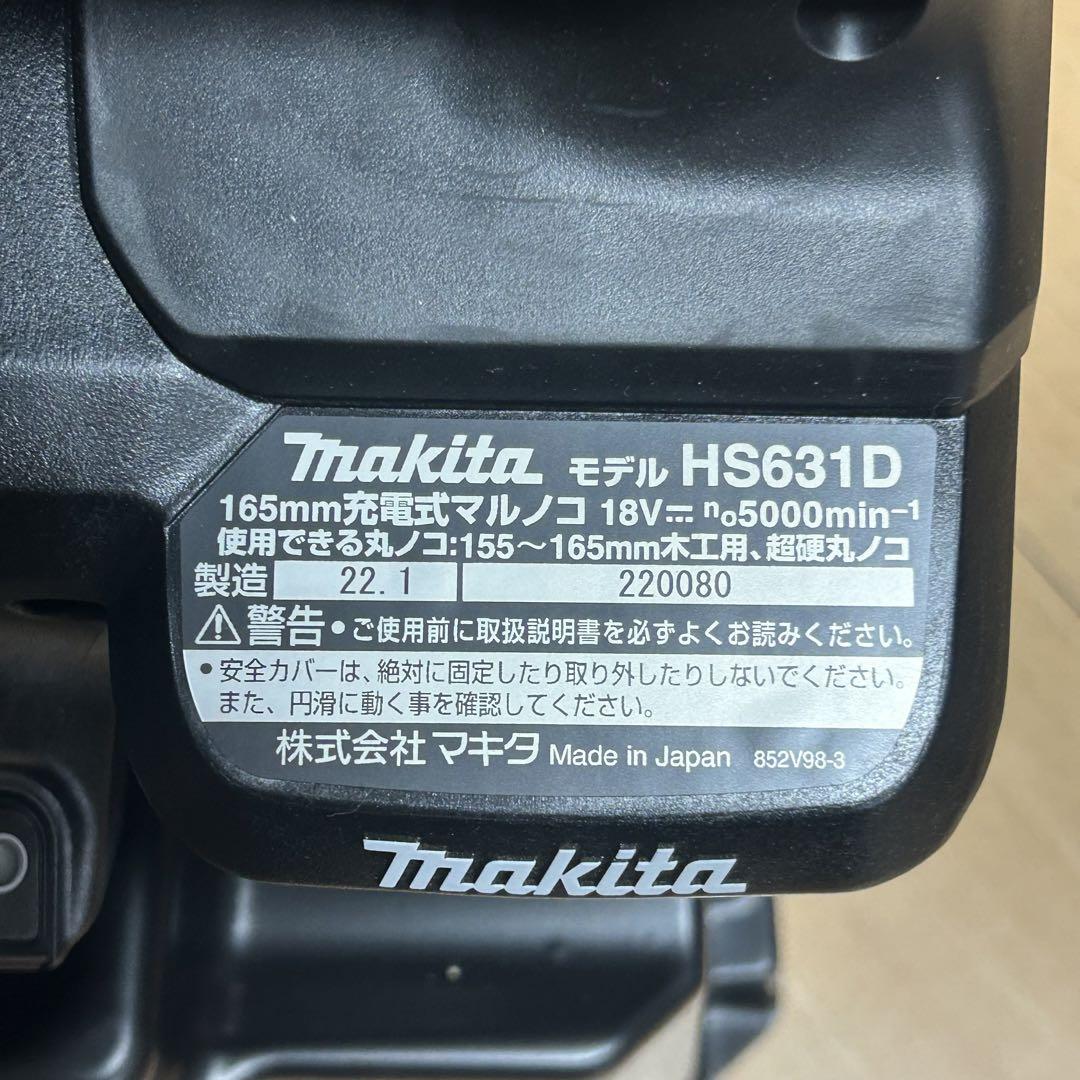 makita モデル HS631D
165mm充電式マルノコ 18V⎓ n₀5000min⁻¹
使用できる丸ノコ:155～165mm木工用、超硬丸ノコ
製造 22.1 220080
⚠警告•ご使用前に取扱説明書を必ずよくお読みください。
•安全カバーは、絶対に固定したり取り外したりしないでください。
また、円滑に動く事を確認してください。
株式会社マキタ Made in Japan 852V98-3
makita